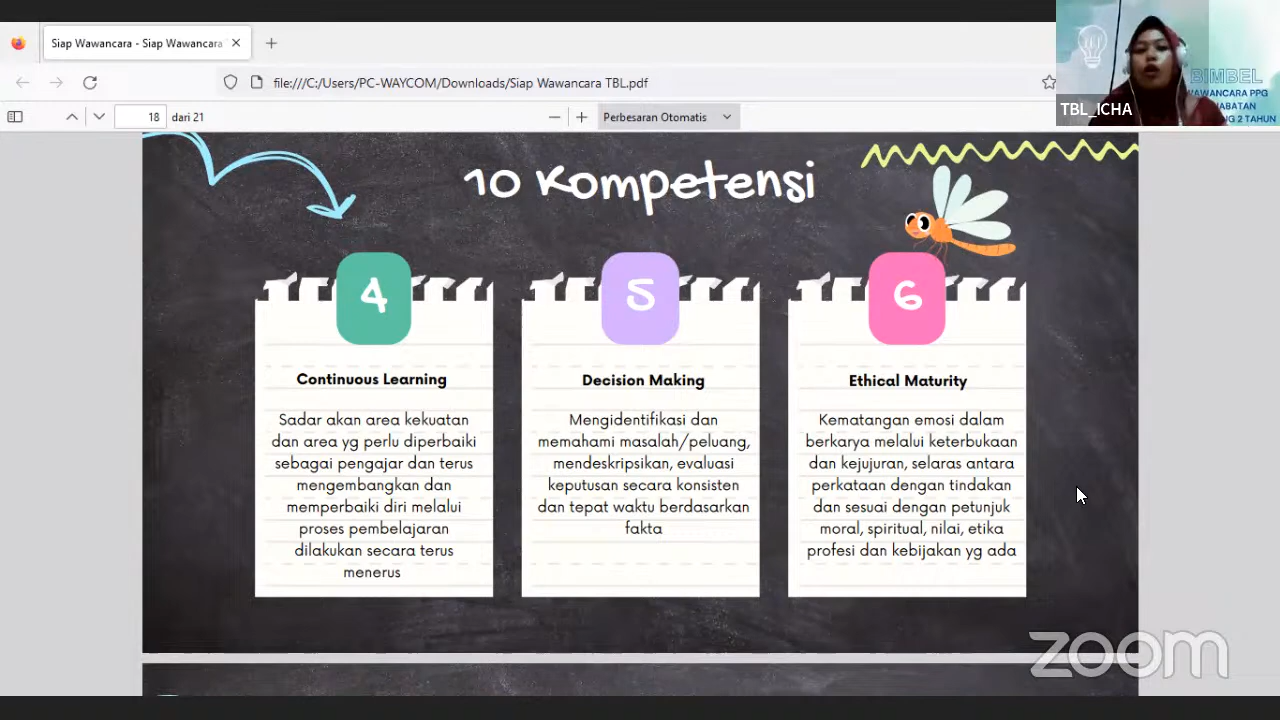 Siap Wawancara - Siap Wawancara
file:///C:/Users/PC-WAYCOM/Downloads/Siap Wawancara TBL.pdf
18 dari 21
Perbesaran Otomatis
BIMBEL
WAWANCARA PPG
JABATAN
2 TAHUN
TBL_ICHA
10 Kompetensi
4
Continuous Learning
Sadar akan area kekuatan
dan area yg perlu diperbaiki
sebagai pengajar dan terus
mengembangkan dan
memperbaiki diri melalui
proses pembelajaran
dilakukan secara terus
menerus
5
Decision Making
Mengidentifikasi dan
memahami masalah/peluang,
mendeskripsikan, evaluasi
keputusan secara konsisten
dan tepat waktu berdasarkan
fakta
6
Ethical Maturity
Kematangan emosi dalam
berkarya melalui keterbukaan
dan kejujuran, selaras antara
perkataan dengan tindakan
dan sesuai dengan petunjuk
moral, spiritual, nilai, etika
profesi dan kebijakan yg ada
zoom